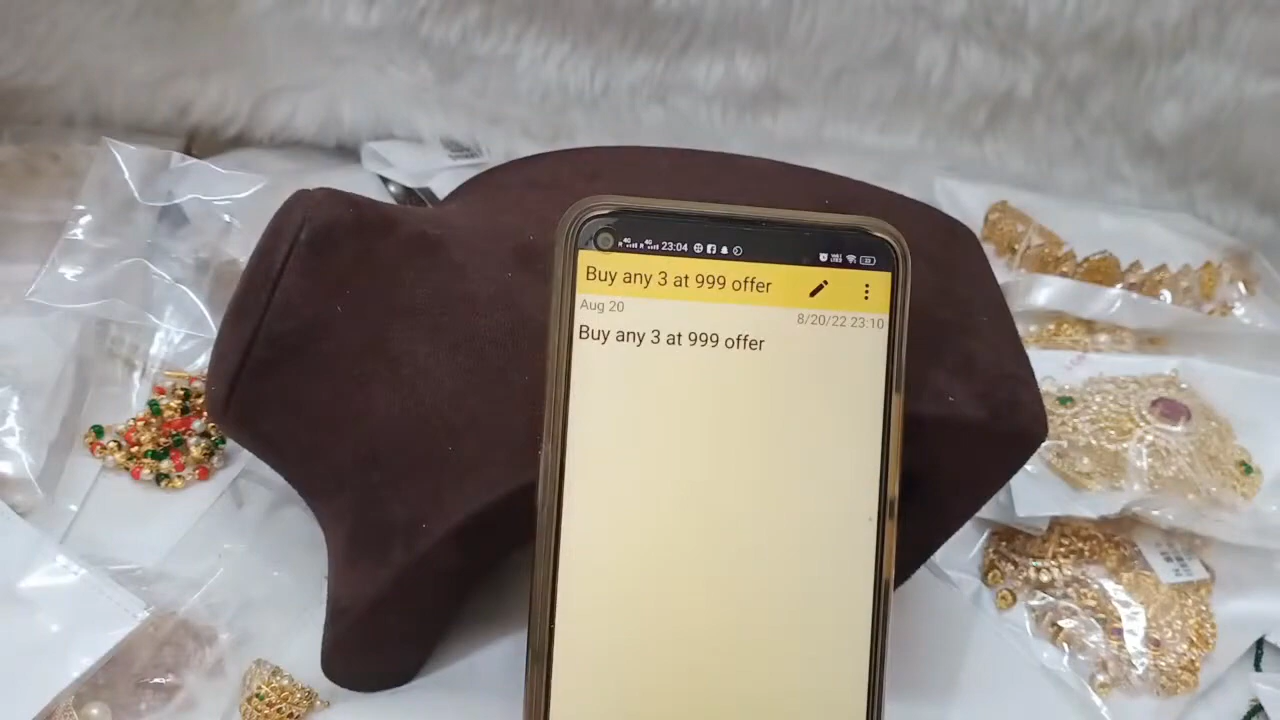 23:04
Buy any 3 at 999 offer
Aug 20
8/20/22 23:10
Buy any 3 at 999 offer